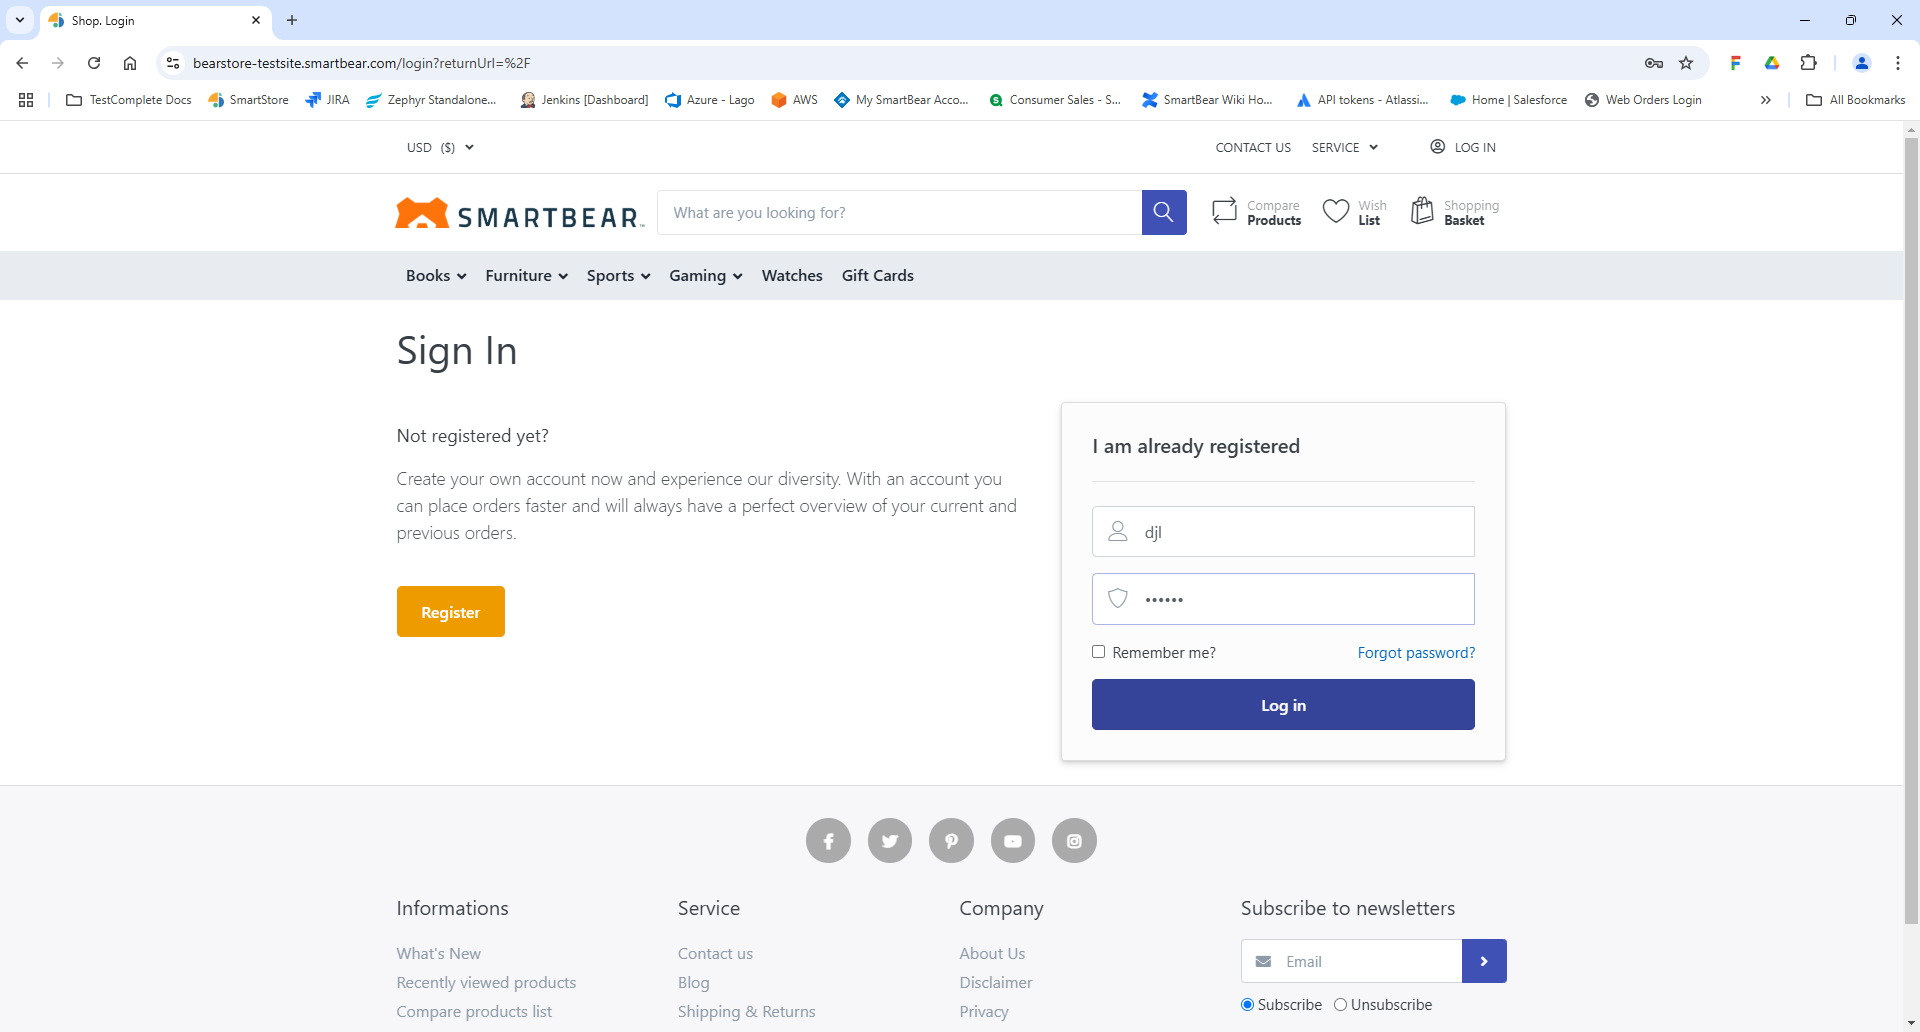 Shop. Login
bearstore-testsite.smartbear.com/login?returnUrl=%2F
TestComplete Docs SmartStore JIRA Zephyr Standalone... Jenkins [Dashboard] Azure - Lago AWS My SmartBear Acco... Consumer Sales - S... SmartBear Wiki Ho... API tokens - Atlassi... Home | Salesforce Web Orders Login All Bookmarks
USD ($) CONTACT US SERVICE LOG IN
SMARTBEAR
What are you looking for?
Compare
Products
Wish
List
Shopping
Basket
Books Furniture Sports Gaming Watches Gift Cards
Sign In
Not registered yet?
Create your own account now and experience our diversity. With an account you
can place orders faster and will always have a perfect overview of your current and
previous orders.
Register
I am already registered
djl
••••••
Remember me? Forgot password?
Log in
Informations
What's New
Recently viewed products
Compare products list
Service
Contact us
Blog
Shipping & Returns
Company
About Us
Disclaimer
Privacy
Subscribe to newsletters
Email
Subscribe Unsubscribe